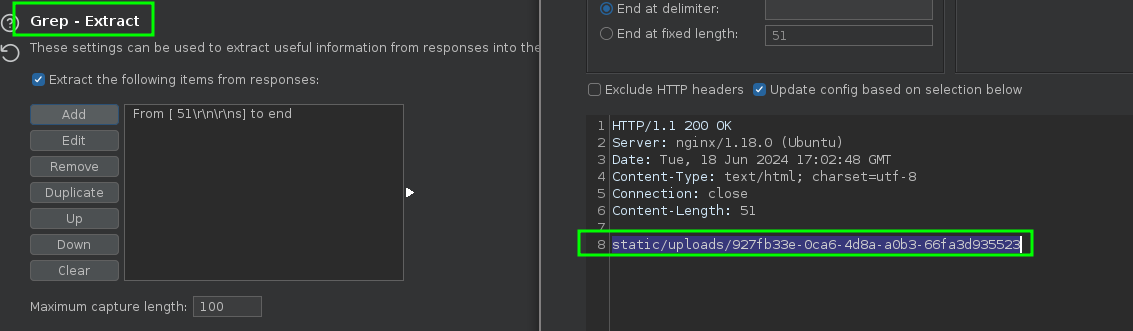 Grep - Extract
These settings can be used to extract useful information from responses into the
Extract the following items from responses:
Add
Edit
Remove
Duplicate
Up
Down
Clear
From [ 51\r\n\r\ns] to end
Maximum capture length: 100
End at delimiter:
End at fixed length: 51
Exclude HTTP headers Update config based on selection below
1 HTTP/1.1 200 OK
2 Server: nginx/1.18.0 (Ubuntu)
3 Date: Tue, 18 Jun 2024 17:02:48 GMT
4 Content-Type: text/html; charset=utf-8
5 Connection: close
6 Content-Length: 51
7
8 static/uploads/927fb33e-0ca6-4d8a-a0b3-66fa3d935523